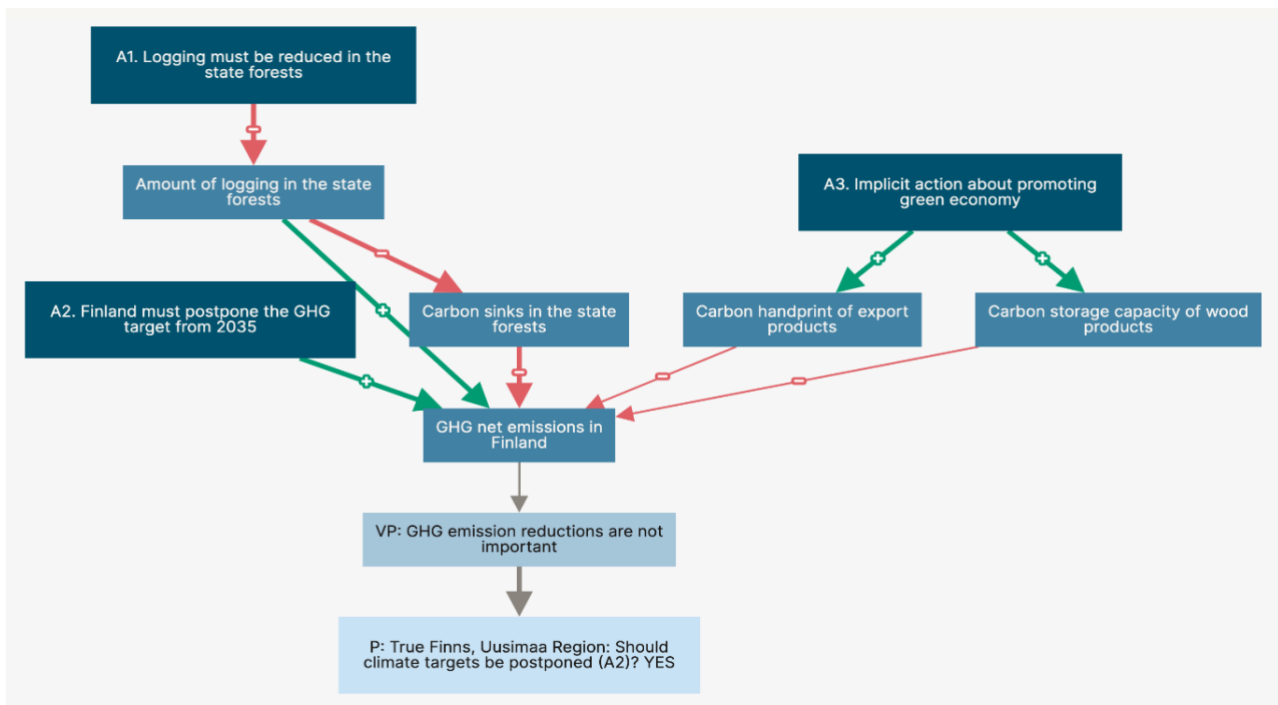 A1. Logging must be reduced in the
state forests
Amount of logging in the state
forests
A3. Implicit action about promoting
green economy
A2. Finland must postpone the GHG
target from 2035
Carbon sinks in the state
forests
Carbon handprint of export
products
Carbon storage capacity of wood
products
GHG net emissions in
Finland
VP: GHG emission reductions are not
important
P: True Finns, Uusimaa Region: Should
climate targets be postponed (A2)? YES